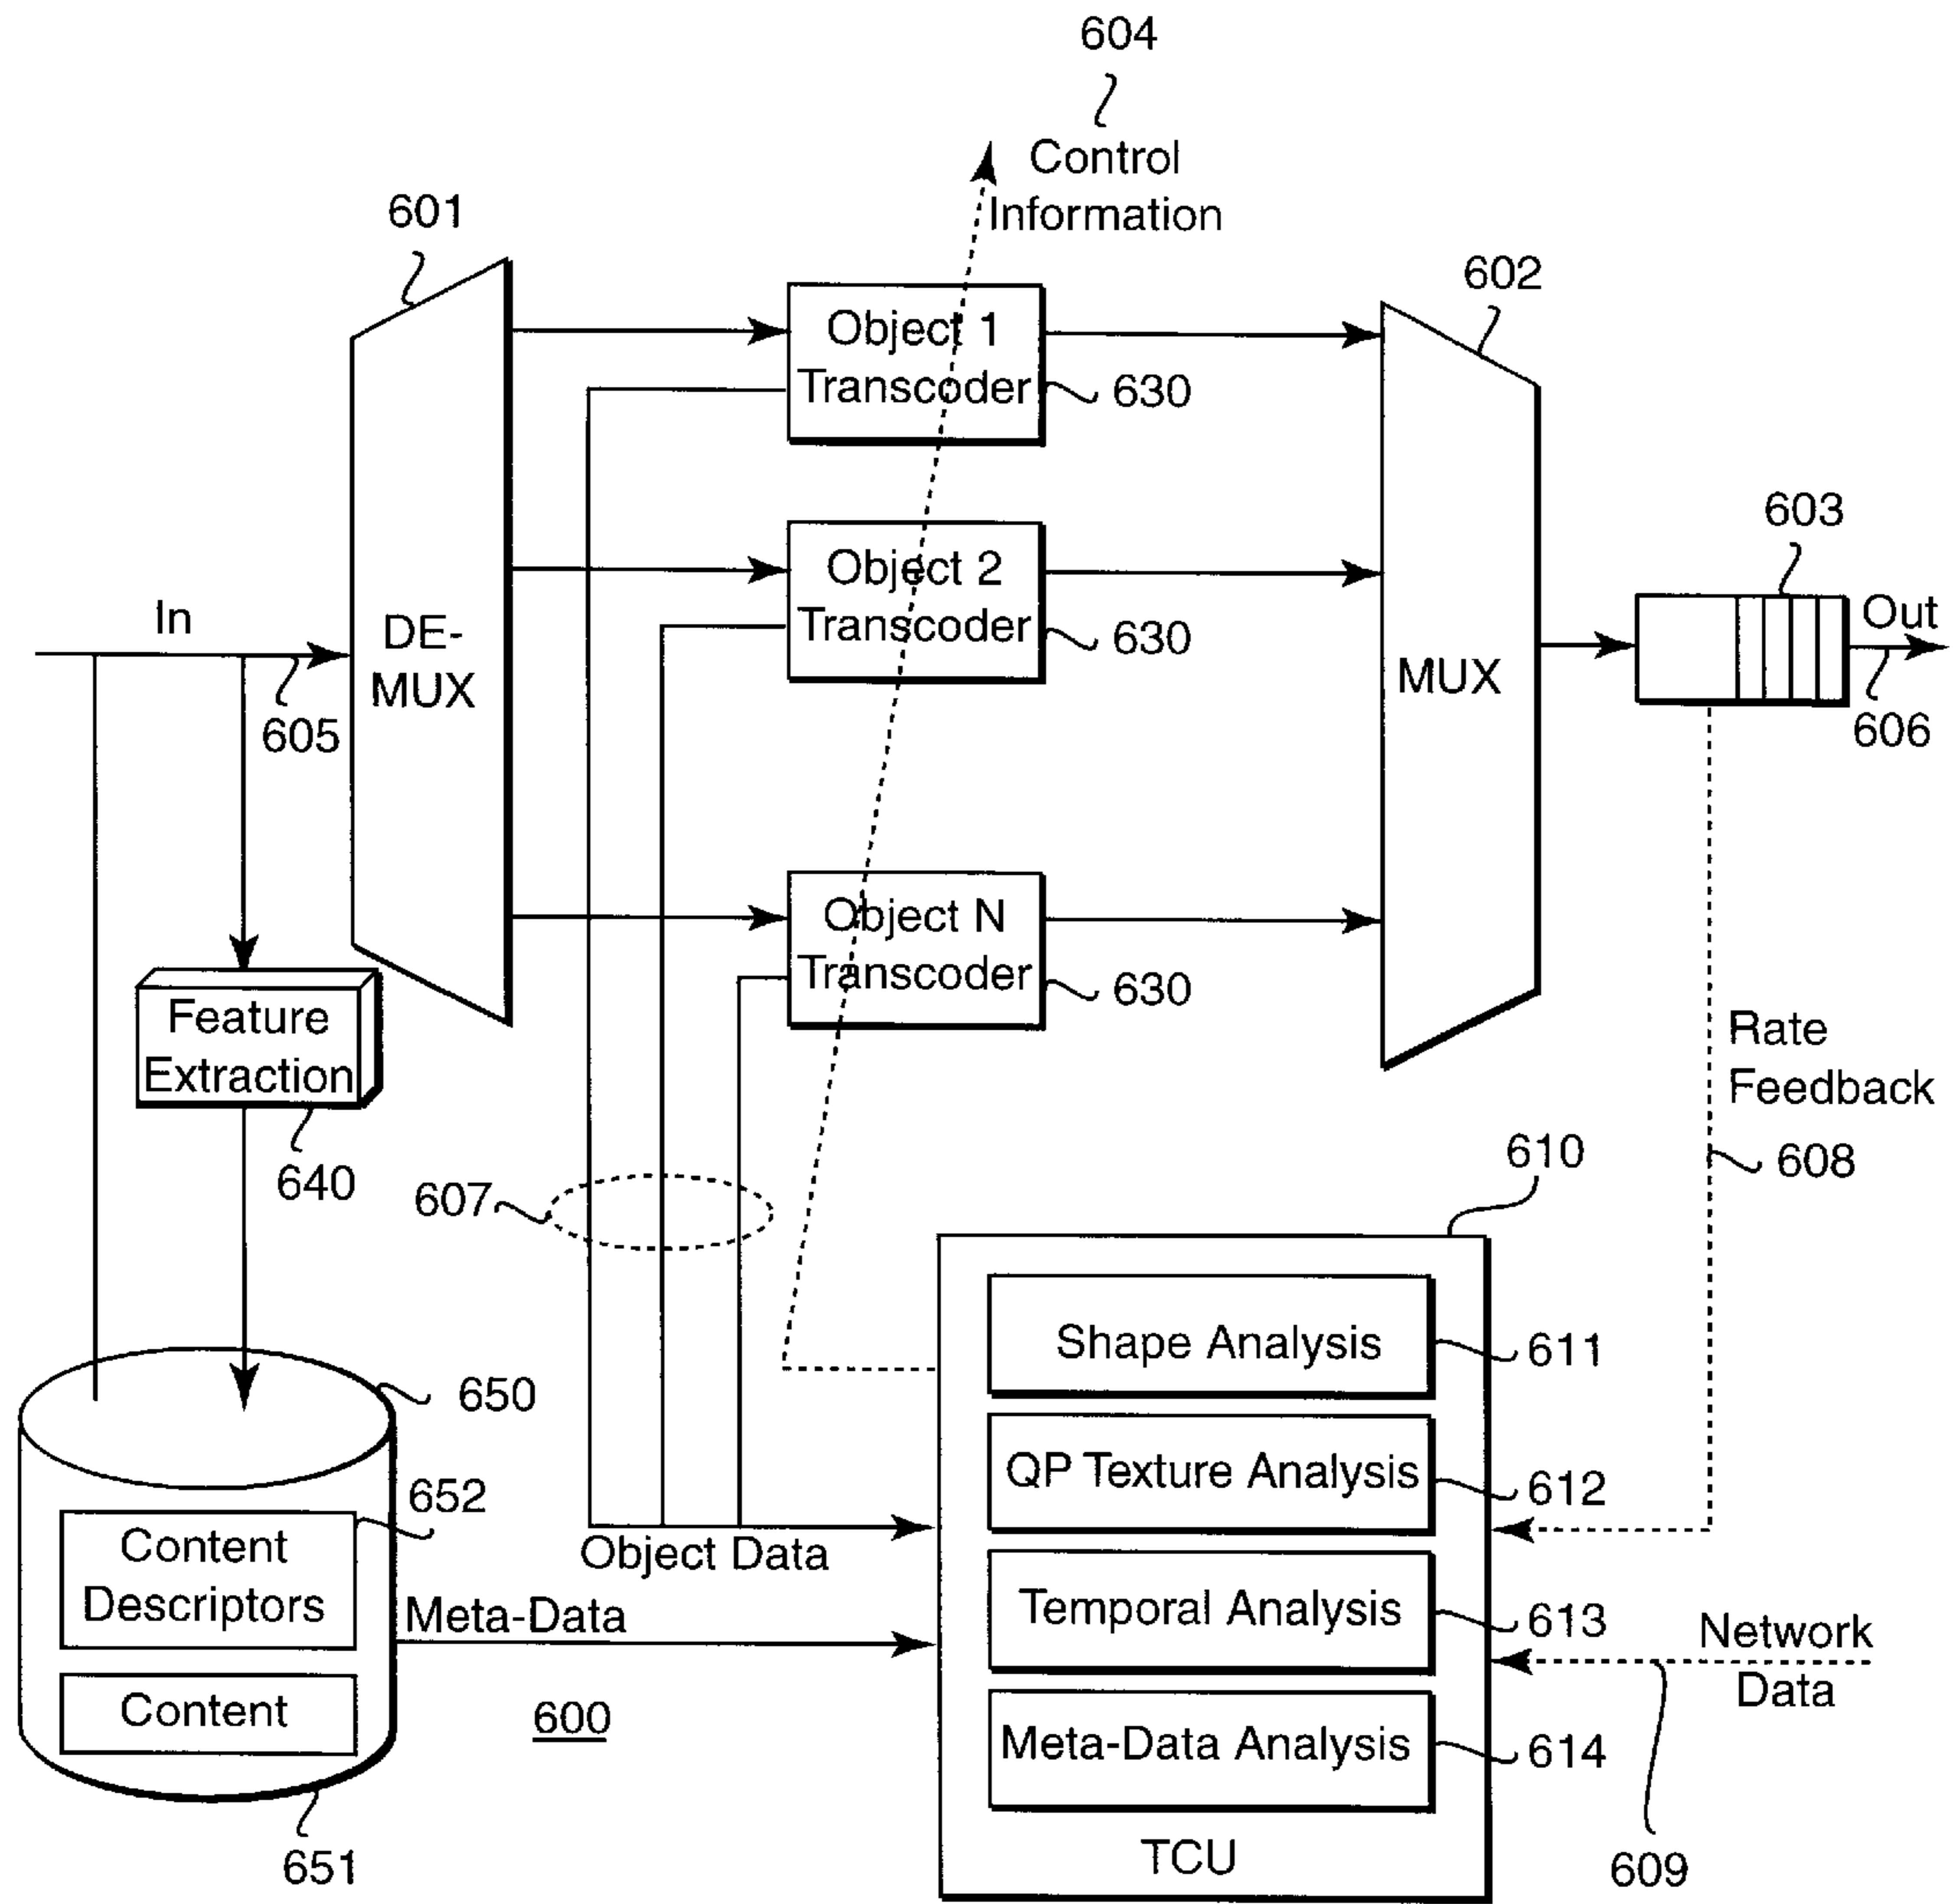 604
Control
Information
601
602
Object 1
Transcoder
630
603
Object 2
Transcoder
630
In
DE-
MUX
MUX
Out
605
606
Object N
Transcoder
630
Feature
Extraction
Rate
Feedback
640
607
610
608
Shape Analysis
611
650
QP Texture Analysis
612
652
Content
Descriptors
Object Data
Meta-Data
Temporal Analysis
613
Network
Data
Content
600
Meta-Data Analysis
614
TCU
651
609